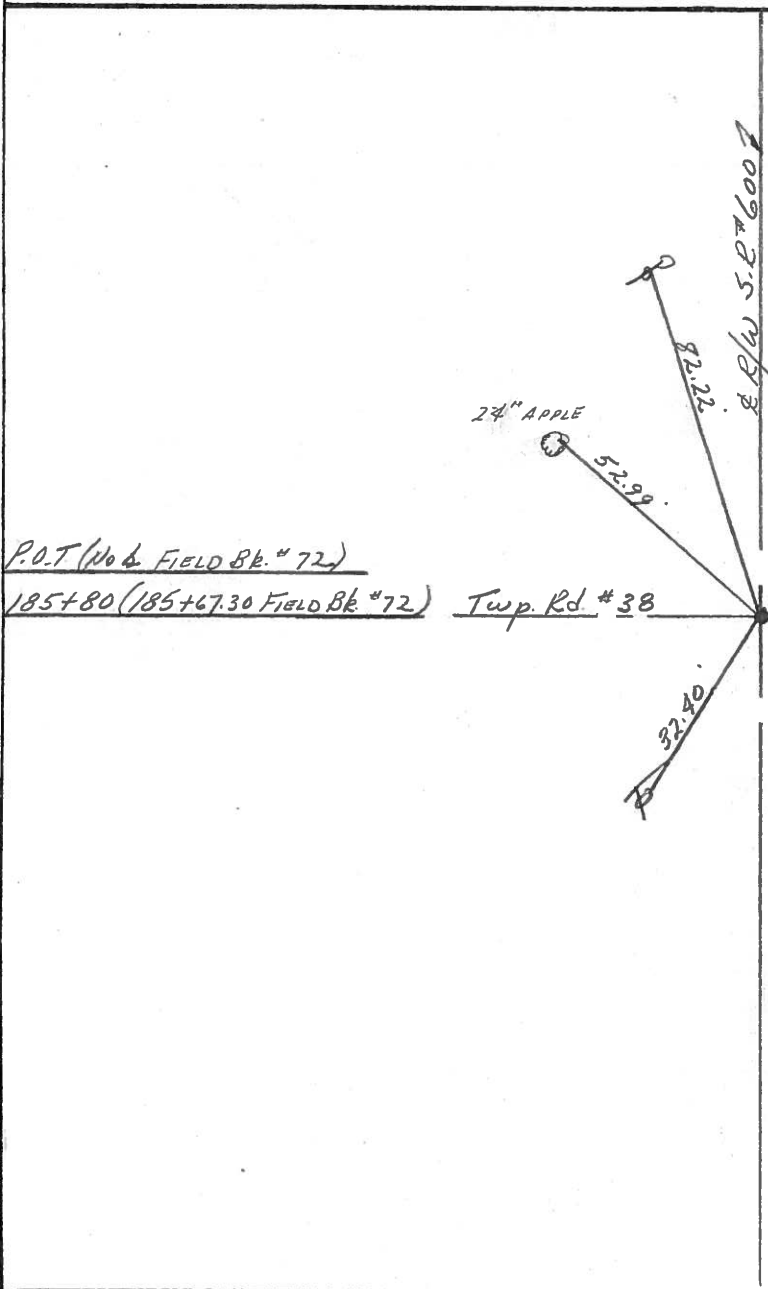 ℄ R/W S.R #600
82.22'
24" APPLE
52.99'
P.O.T (No ∆ FIELD Bk. #72)
185+80 (185+67.30 FIELD Bk. #72) Twp. Rd. #38
32.40'